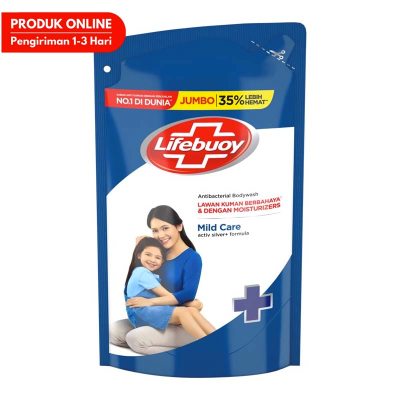 PRODUK ONLINE
Pengiriman 1-3 Hari
NO.1 DI DUNIA*
JUMBO
35% LEBIH HEMAT*
Lifebuoy
Antibacterial Bodywash
LAWAN KUMAN BERBAHAYA*
& DENGAN MOISTURIZERS
Mild Care
activ silver+ formula